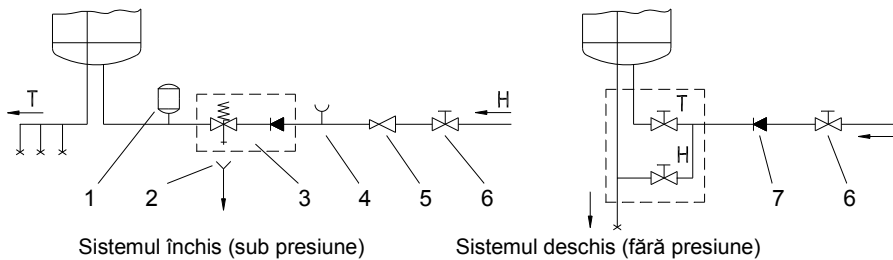 T
H
1
2
3
4
5
6
T
H
7
6
Sistemul închis (sub presiune)
Sistemul deschis (fără presiune)